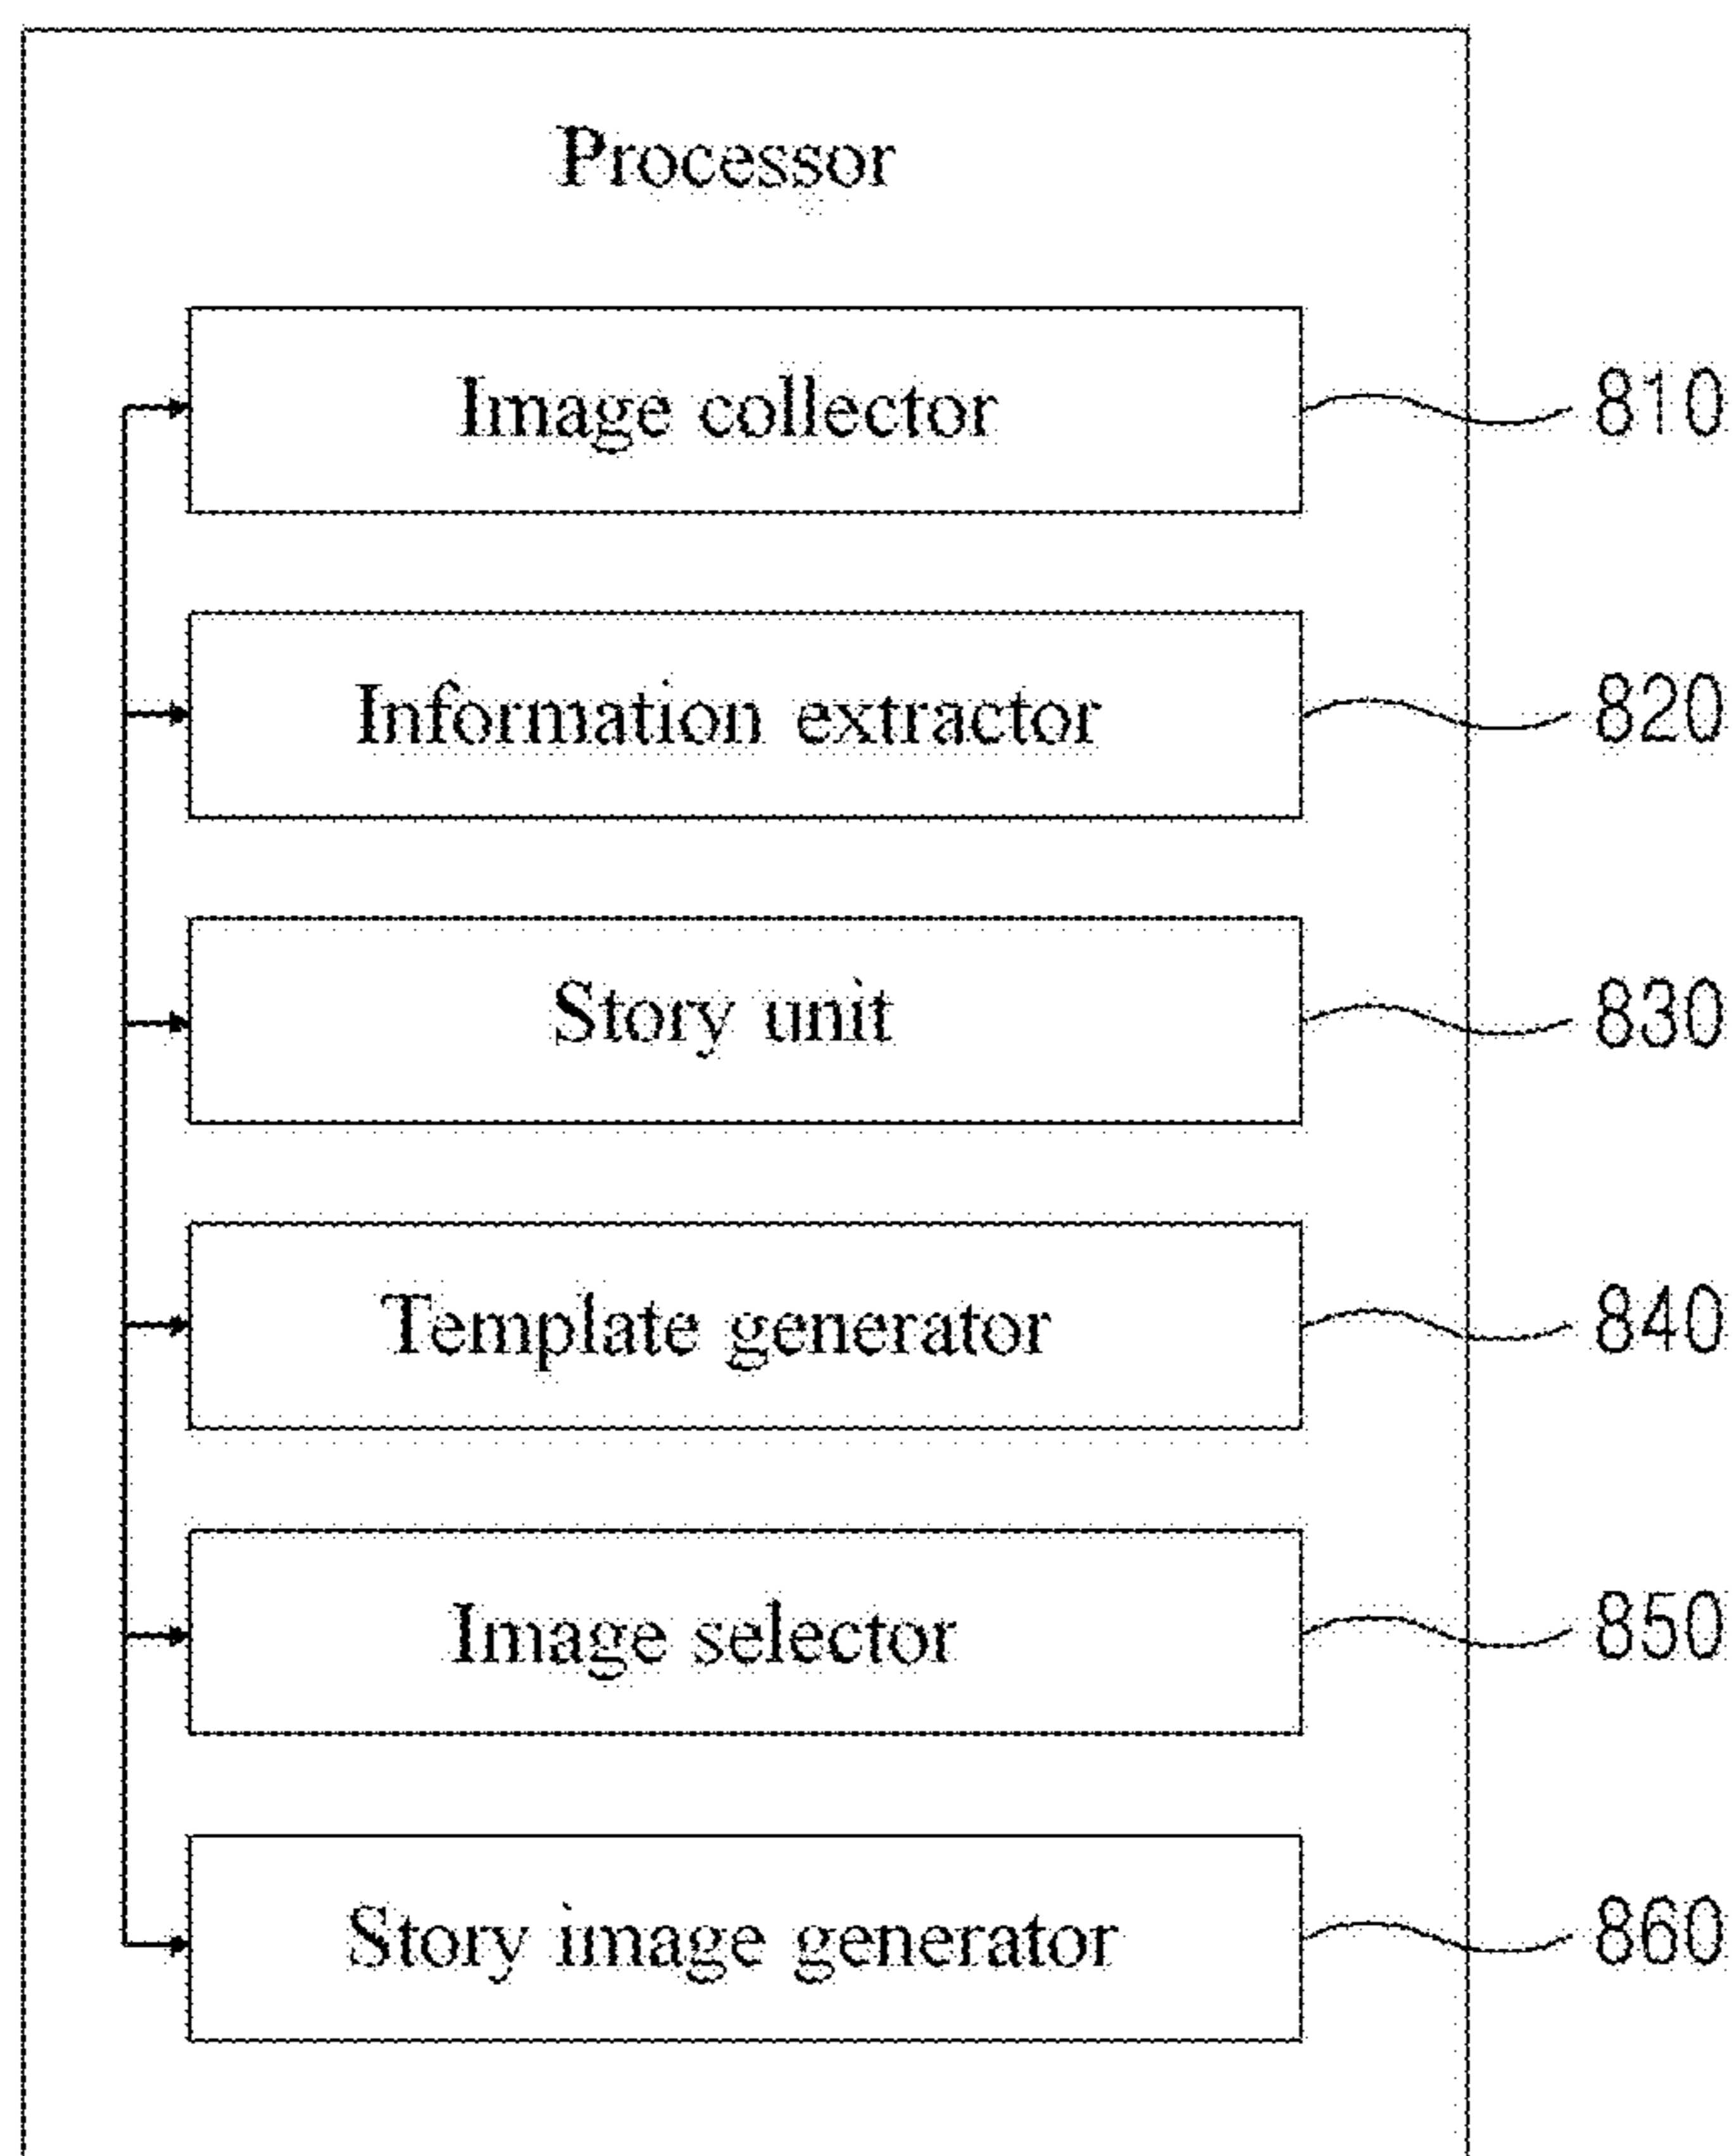 Processor
Image collector 810
Information extractor 820
Story unit 830
Template generator 840
Image selector 850
Story image generator 860